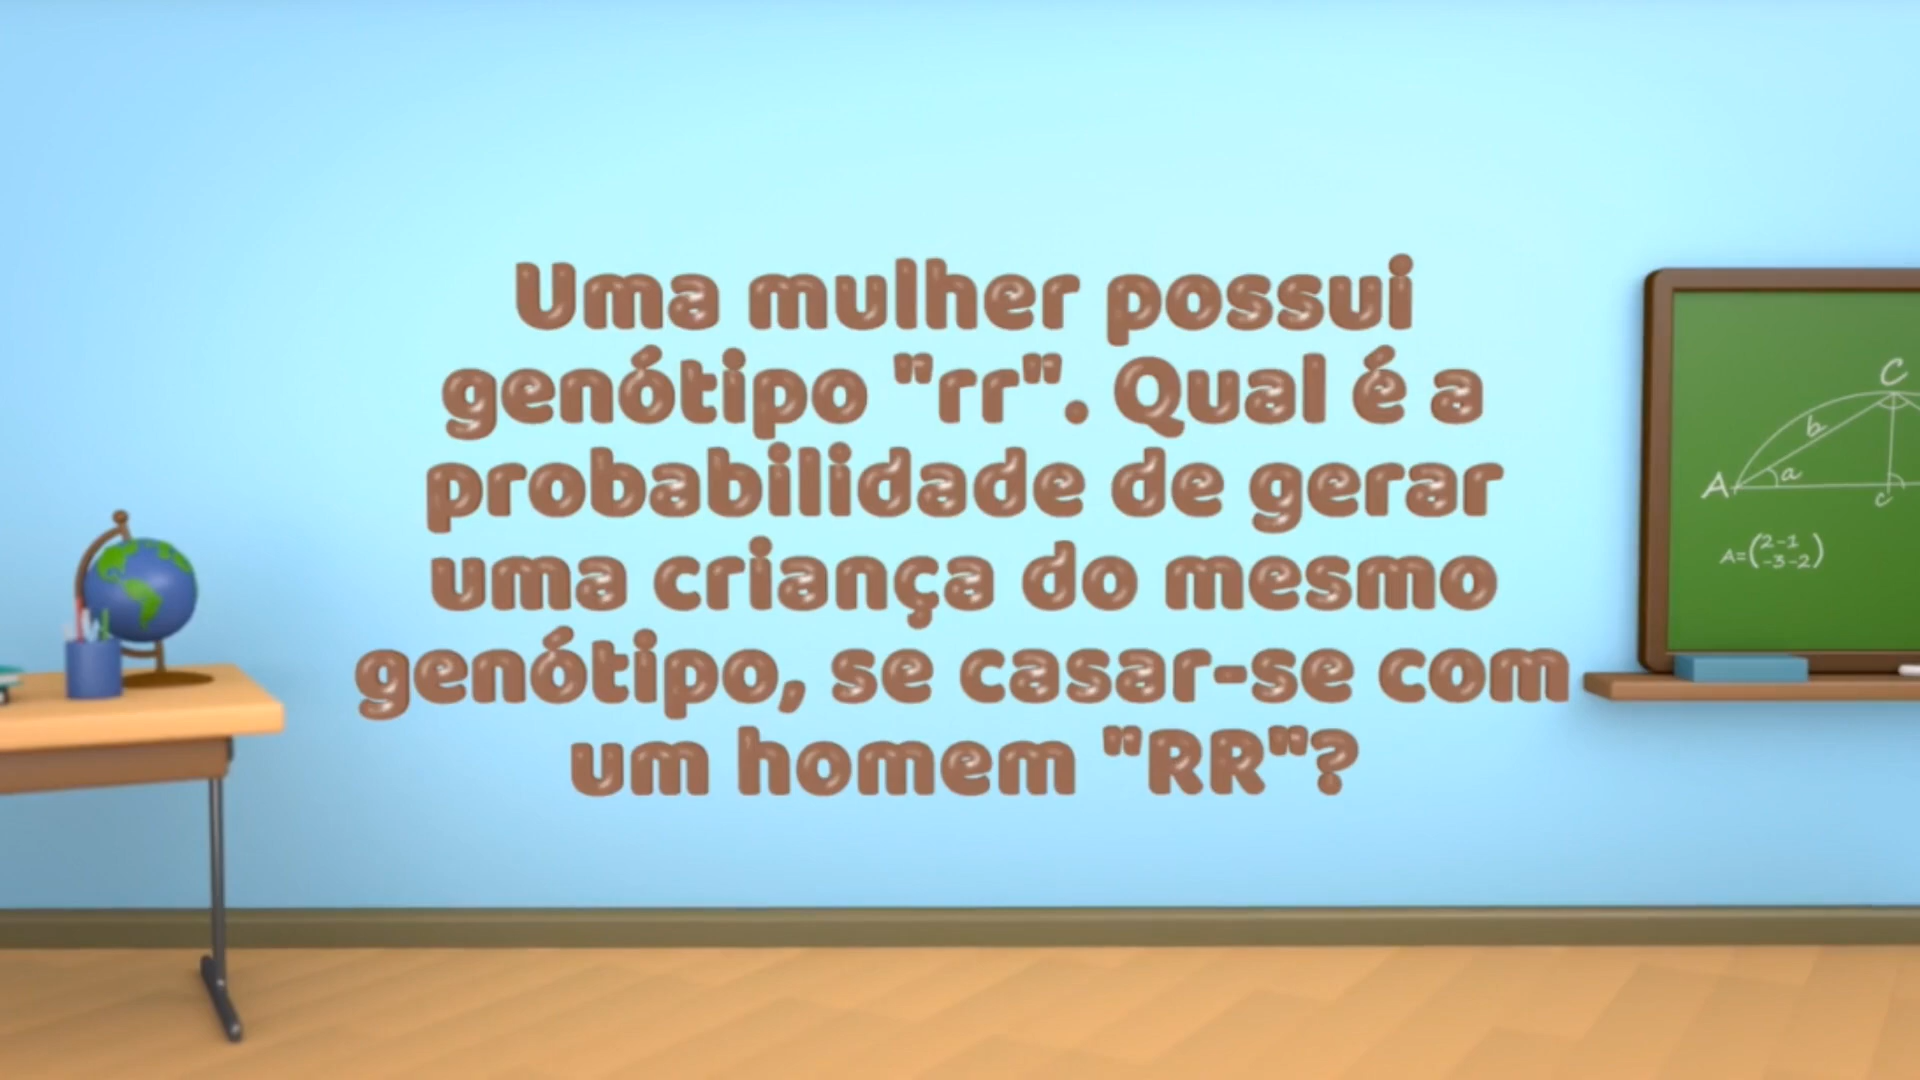 Uma mulher possui
genótipo "rr". Qual é a
probabilidade de gerar
uma criança do mesmo
genótipo, se casar-se com
um homem "RR"?
C
b
A a
c
A=(2-1
-3-2)